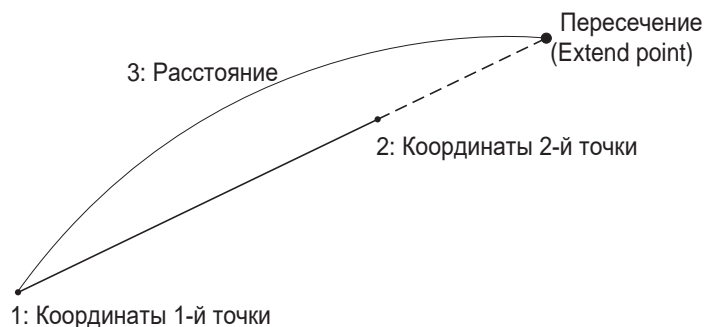 Пересечение
(Extend point)
3: Расстояние
2: Координаты 2-й точки
1: Координаты 1-й точки